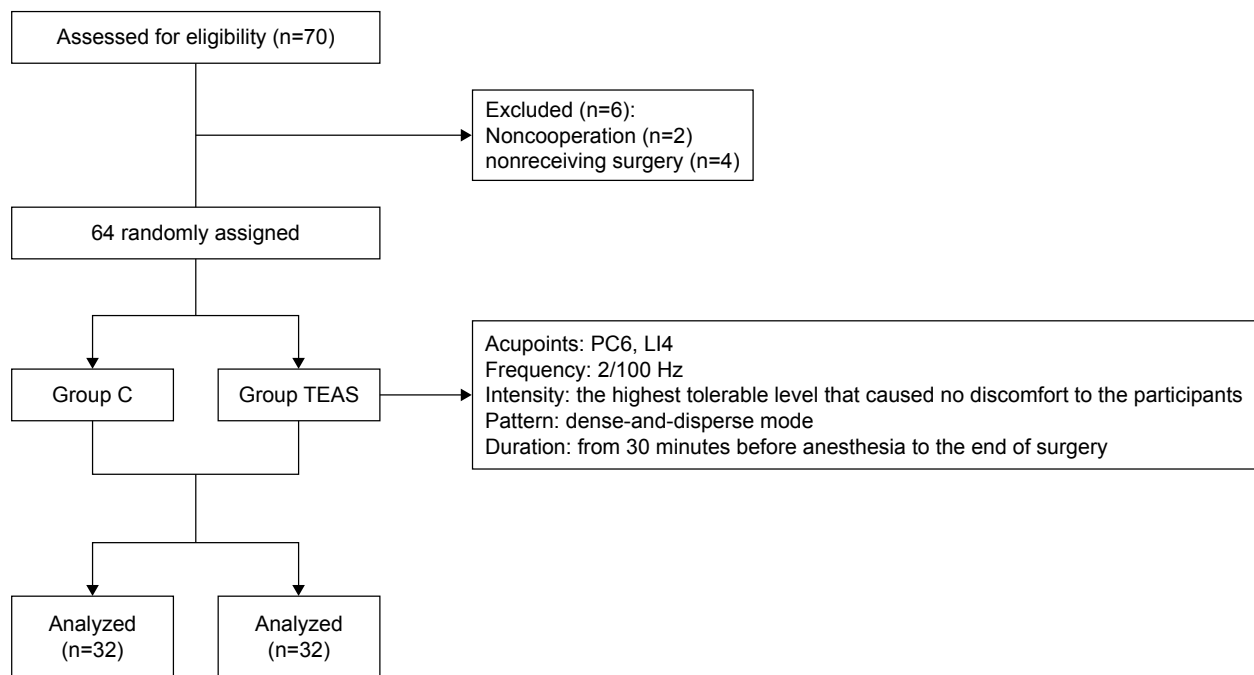 Assessed for eligibility (n=70)
Excluded (n=6):
Noncooperation (n=2)
nonreceiving surgery (n=4)
64 randomly assigned
Group C
Group TEAS
Acupoints: PC6, LI4
Frequency: 2/100 Hz
Intensity: the highest tolerable level that caused no discomfort to the participants
Pattern: dense-and-disperse mode
Duration: from 30 minutes before anesthesia to the end of surgery
Analyzed
(n=32)
Analyzed
(n=32)